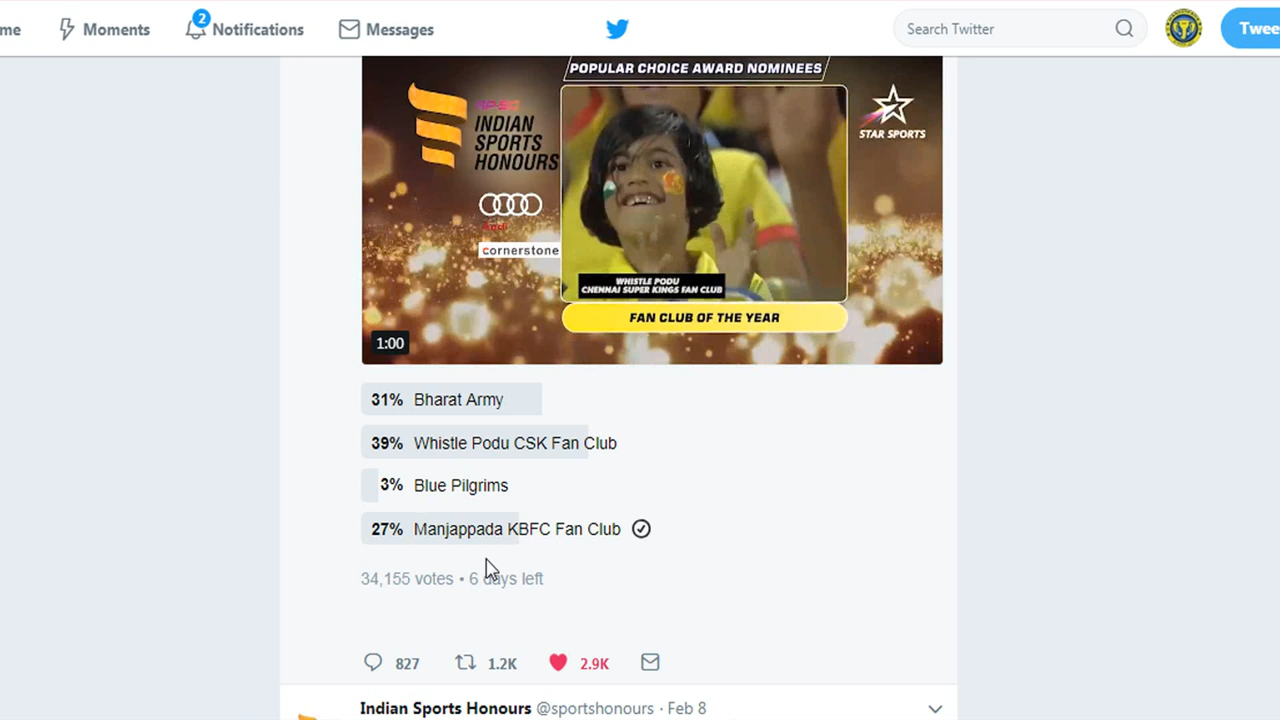 me
Moments
2
Notifications
Messages
Search Twitter
Twee
POPULAR CHOICE AWARD NOMINEES
INDIAN
SPORTS
HONOURS
STAR SPORTS
Audi
cornerstone
WHISTLE PODU
CHENNAI SUPER KINGS FAN CLUB
FAN CLUB OF THE YEAR
1:00
31% Bharat Army
39% Whistle Podu CSK Fan Club
3% Blue Pilgrims
27% Manjappada KBFC Fan Club
34,155 votes • 6 days left
827
1.2K
2.9K
Indian Sports Honours @sportshonours · Feb 8